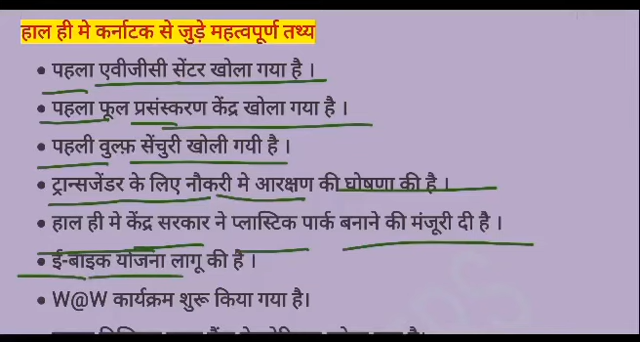 हाल ही मे कर्नाटक से जुड़े महत्वपूर्ण तथ्य
• पहला एवीजीसी सेंटर खोला गया है ।
• पहला फूल प्रसंस्करण केंद्र खोला गया है ।
• पहली वुल्फ़ सेंचुरी खोली गयी है ।
• ट्रान्सजेंडर के लिए नौकरी मे आरक्षण की घोषणा की है ।
• हाल ही मे केंद्र सरकार ने प्लास्टिक पार्क बनाने की मंजूरी दी है ।
• ई-बाइक योजना लागू की है ।
• W@W कार्यक्रम शुरू किया गया है।